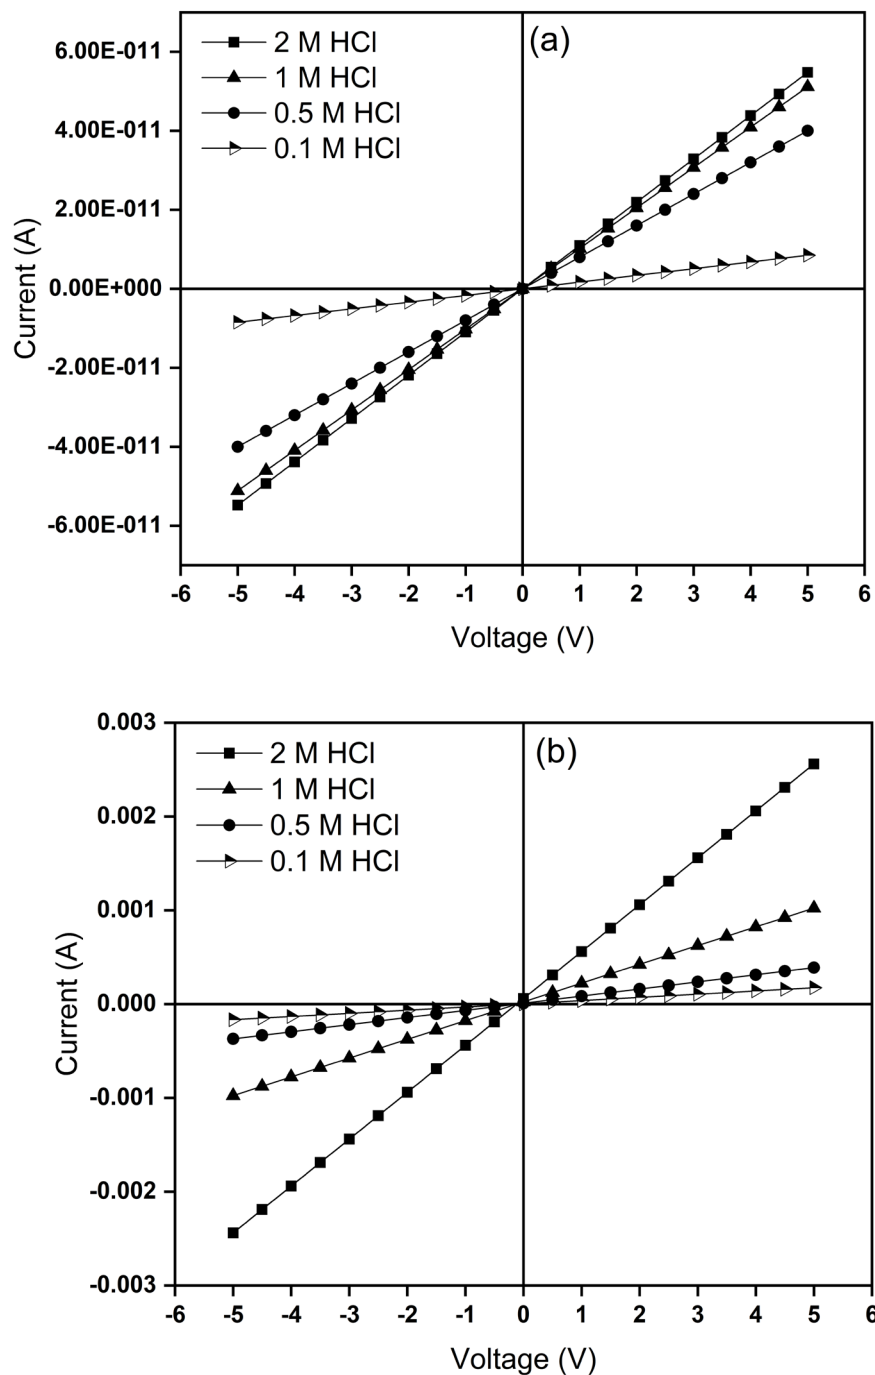 (a)
2 M HCl
1 M HCl
0.5 M HCl
0.1 M HCl
6.00E-011
4.00E-011
2.00E-011
0.00E+000
-2.00E-011
-4.00E-011
-6.00E-011
Current (A)
-6 -5 -4 -3 -2 -1 0 1 2 3 4 5 6
Voltage (V)
(b)
2 M HCl
1 M HCl
0.5 M HCl
0.1 M HCl
0.003
0.002
0.001
0.000
-0.001
-0.002
-0.003
Current (A)
-6 -5 -4 -3 -2 -1 0 1 2 3 4 5 6
Voltage (V)